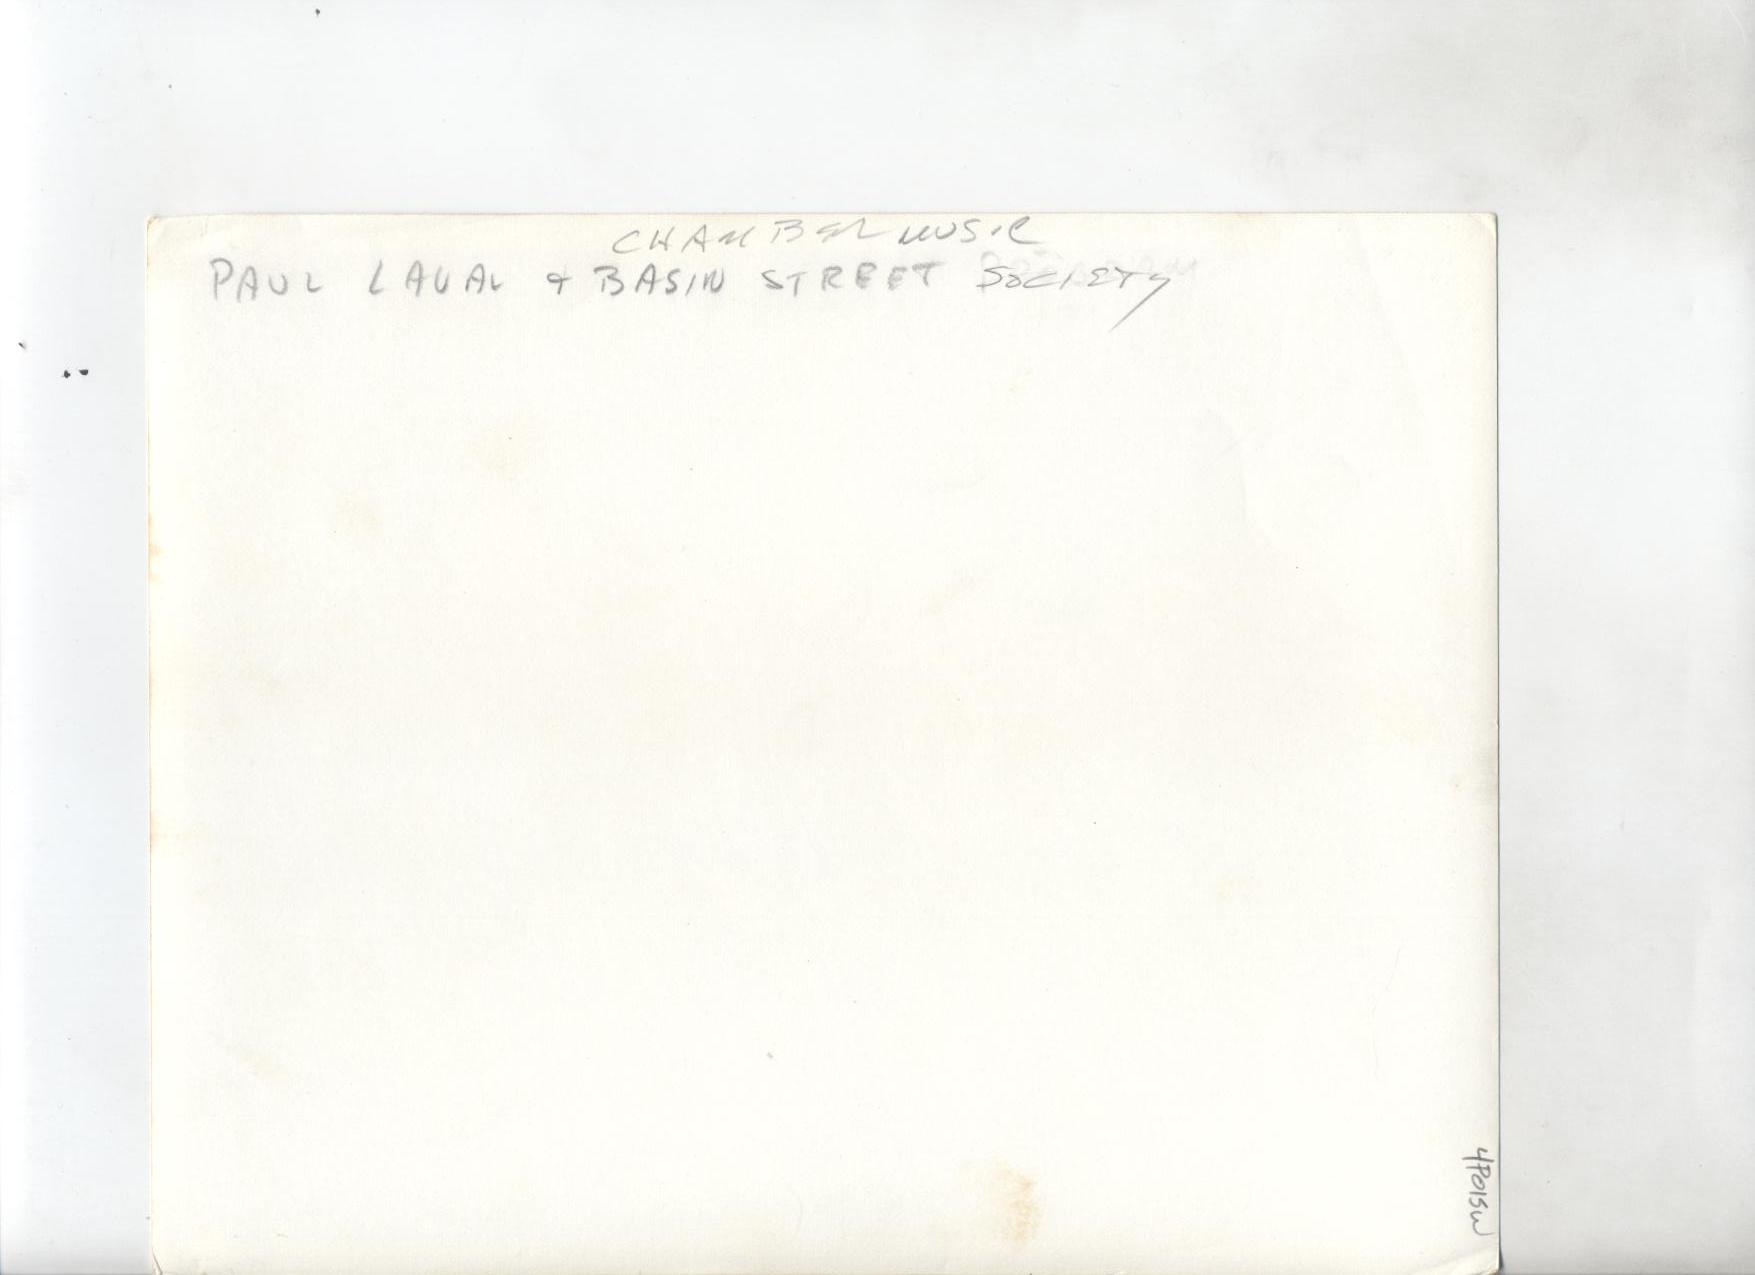 CHAMBER MUSIC
PAUL LAVAL & BASIN STREET SOCIETY
4P015W